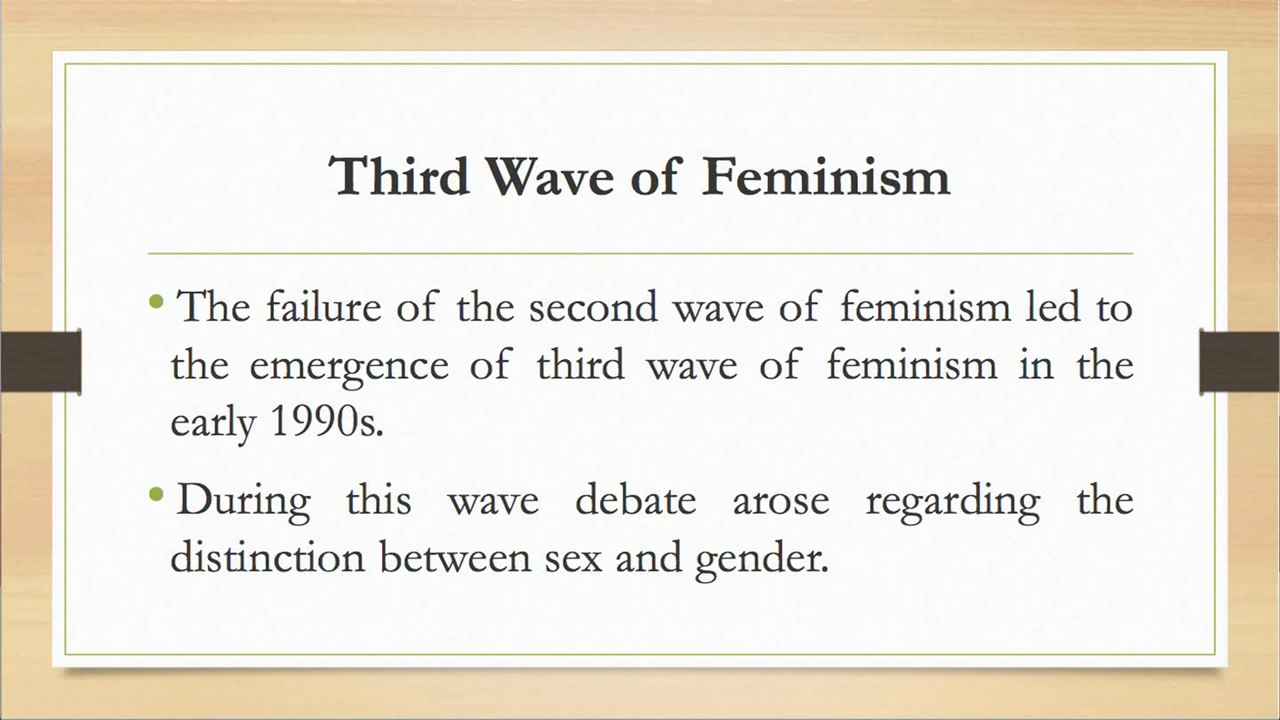 Third Wave of Feminism
• The failure of the second wave of feminism led to
the emergence of third wave of feminism in the
early 1990s.
• During this wave debate arose regarding the
distinction between sex and gender.